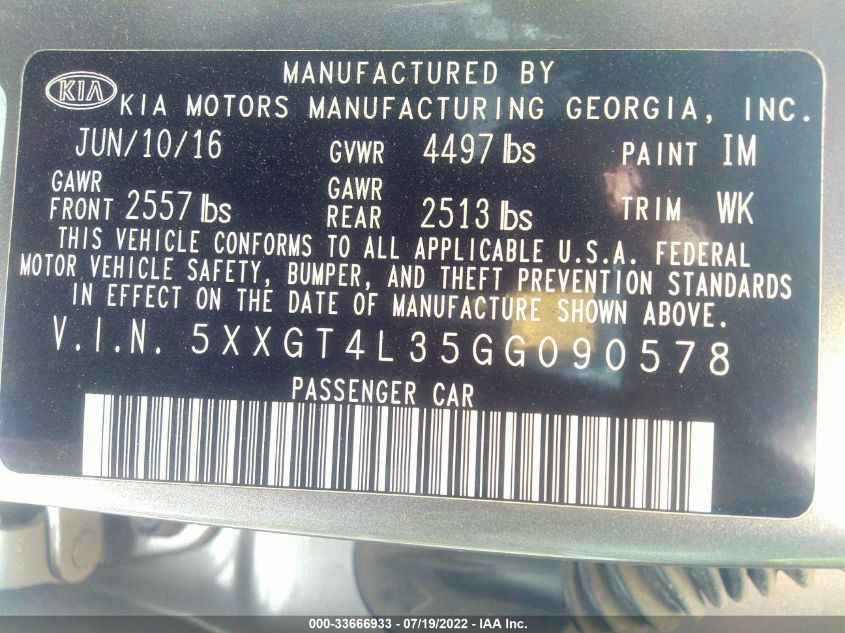 MANUFACTURED BY
KIA KIA MOTORS MANUFACTURING GEORGIA, INC.
JUN/10/16 GVWR 4497 lbs PAINT IM
GAWR FRONT 2557 lbs GAWR REAR 2513 lbs TRIM WK
THIS VEHICLE CONFORMS TO ALL APPLICABLE U.S.A. FEDERAL
MOTOR VEHICLE SAFETY, BUMPER, AND THEFT PREVENTION STANDARDS
IN EFFECT ON THE DATE OF MANUFACTURE SHOWN ABOVE.
V.I.N. 5XXGT4L35GG090578
PASSENGER CAR
000-33666933 - 07/19/2022 - IAA Inc.